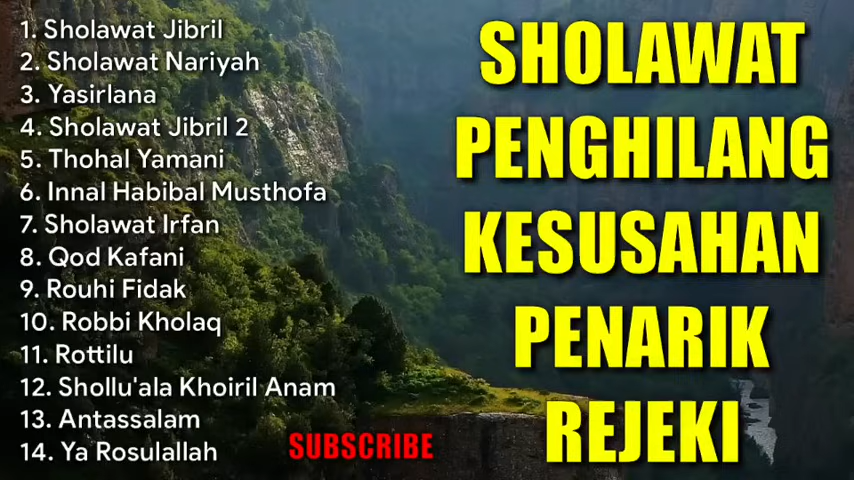 1. Sholawat Jibril
2. Sholawat Nariyah
3. Yasirlana
4. Sholawat Jibril 2
5. Thohal Yamani
6. Innal Habibal Musthofa
7. Sholawat Irfan
8. Qod Kafani
9. Rouhi Fidak
10. Robbi Kholaq
11. Rottilu
12. Shollu'ala Khoiril Anam
13. Antassalam
14. Ya Rosulallah
SUBSCRIBE
SHOLAWAT
PENGHILANG
KESUSAHAN
PENARIK
REJEKI